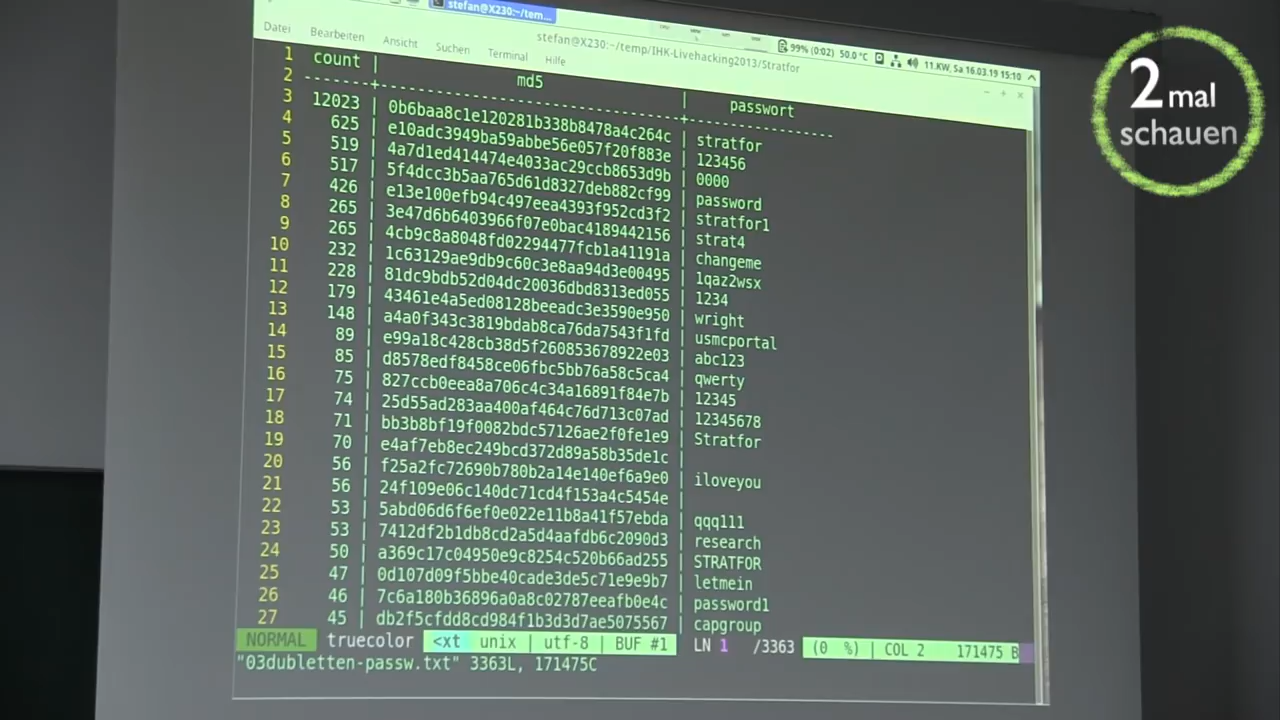 stefan@X230:~/tem...
Datei Bearbeiten Ansicht Suchen Terminal Hilfe
stefan@X230:~/temp/IHK-Livehacking2013/Stratfor
99% (0:02) 50.0°C 11.KW, Sa 16.03.19 15:10
2mal
schauen
1 count | md5 | passwort
2 --------+--------------------+---------------
3 12023 | 0b6baa8c1e120281b338b8478a4c264c | stratfor
4 625 | e10adc3949ba59abbe56e057f20f883e | 123456
5 519 | 4a7d1ed414474e4033ac29ccb8653d9b | 0000
6 517 | 5f4dcc3b5aa765d61d8327deb882cf99 | password
7 426 | e13e100efb94c497eea4393f952cd3f2 | stratfor1
8 265 | 3e47d6b6403966f07e0bac4189442156 | strat4
9 265 | 4cb9c8a8048fd02294477fcb1a41191a | changeme
10 232 | 1c63129ae9db9c60c3e8aa94d3e00495 | 1qaz2wsx
11 228 | 81dc9bdb52d04dc20036dbd8313ed055 | 1234
12 179 | 43461e4a5ed08128beeadc3e3590e950 | wright
13 148 | a4a0f343c3819bdab8ca76da7543f1fd | usmcportal
14 89 | e99a18c428cb38d5f260853678922e03 | abc123
15 85 | d8578edf8458ce06fbc5bb76a58c5ca4 | qwerty
16 75 | 827ccb0eea8a706c4c34a16891f84e7b | 12345
17 74 | 25d55ad283aa400af464c76d713c07ad | 12345678
18 71 | bb3b8bf19f0082bdc57126ae2f0fe1e9 | Stratfor
19 70 | e4af7eb8ec249bcd372d89a58b35de1c |
20 56 | f25a2fc72690b780b2a14e140ef6a9e0 | iloveyou
21 56 | 24f109e06c140dc71cd4f153a4c5454e |
22 53 | 5abd06d6f6ef0e022e11b8a41f57ebda | qqq111
23 53 | 7412df2b1db8cd2a5d4aafdb6c2090d3 | research
24 50 | a369c17c04950e9c8254c520b66ad255 | STRATFOR
25 47 | 0d107d09f5bbe40cade3de5c71e9e9b7 | letmein
26 46 | 7c6a180b36896a0a8c02787eeafb0e4c | password1
27 45 | db2f5cfdd8cd984f1b3d3d7ae5075567 | capgroup
NORMAL truecolor <xt unix | utf-8 | BUF #1 LN 1 /3363 (0 %) | COL 2 171475 B
"03dubletten-passw.txt" 3363L, 171475C